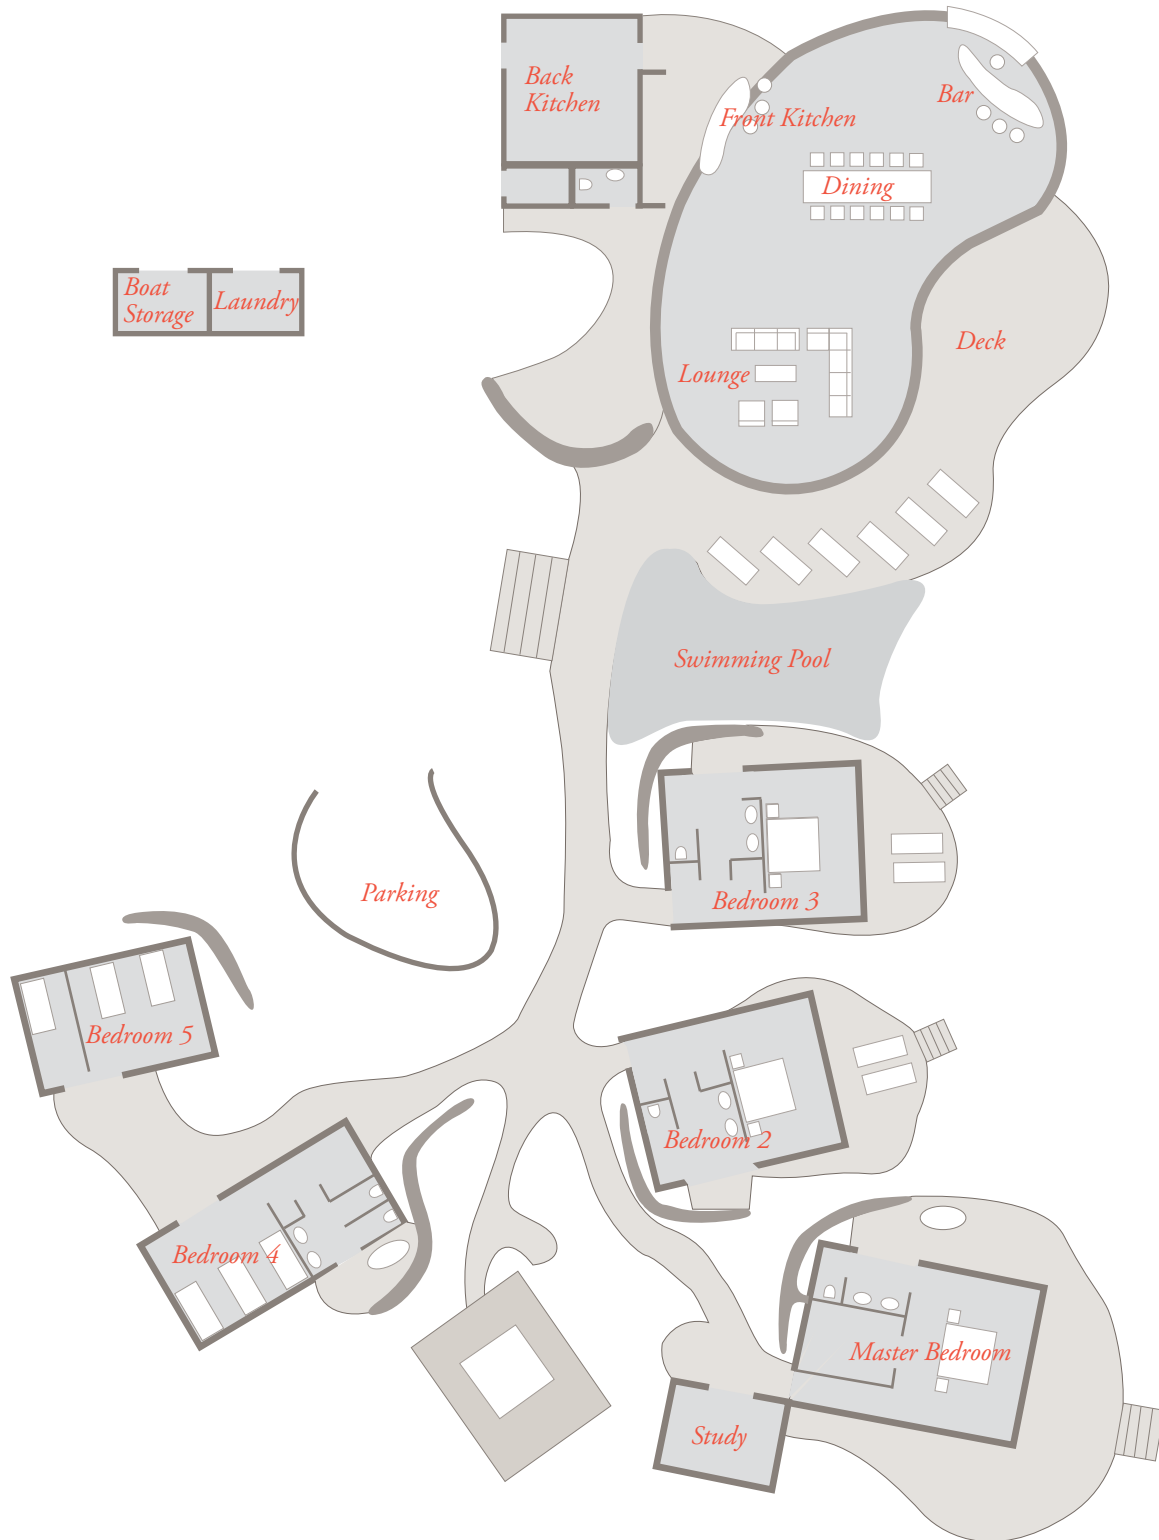 Back
Kitchen
Bar
Front Kitchen
Dining
Boat
Storage
Laundry
Deck
Lounge
Swimming Pool
Parking
Bedroom 3
Bedroom 5
Bedroom 2
Bedroom 4
Master Bedroom
Study